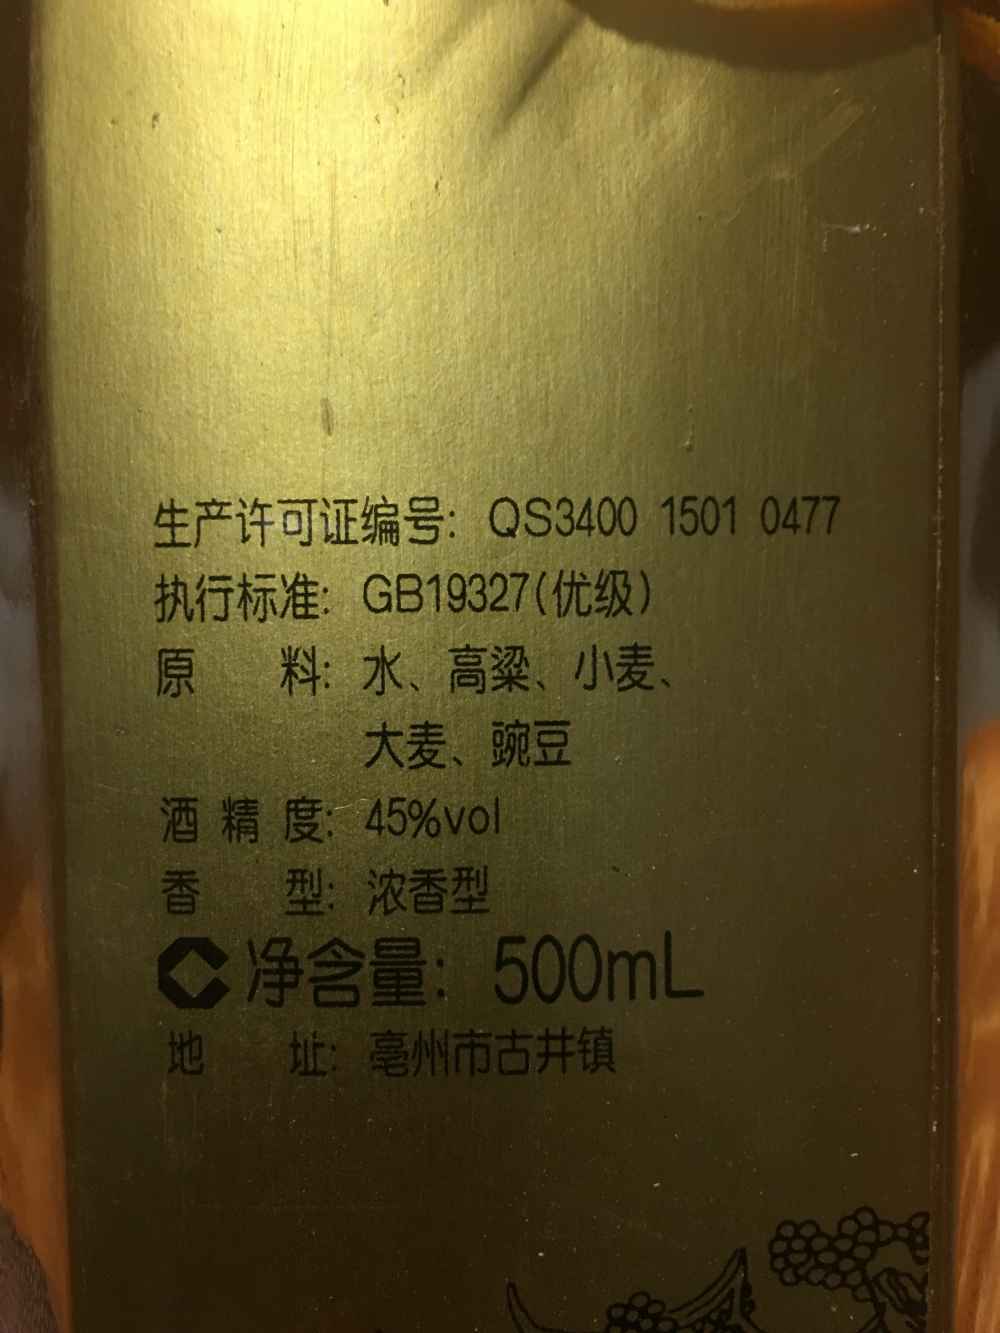 生产许可证编号：QS3400 1501 0477
执行标准：GB19327(优级)
原 料：水、高粱、小麦、
大麦、豌豆
酒 精 度：45%vol
香 型：浓香型
净含量：500mL
地 址：亳州市古井镇